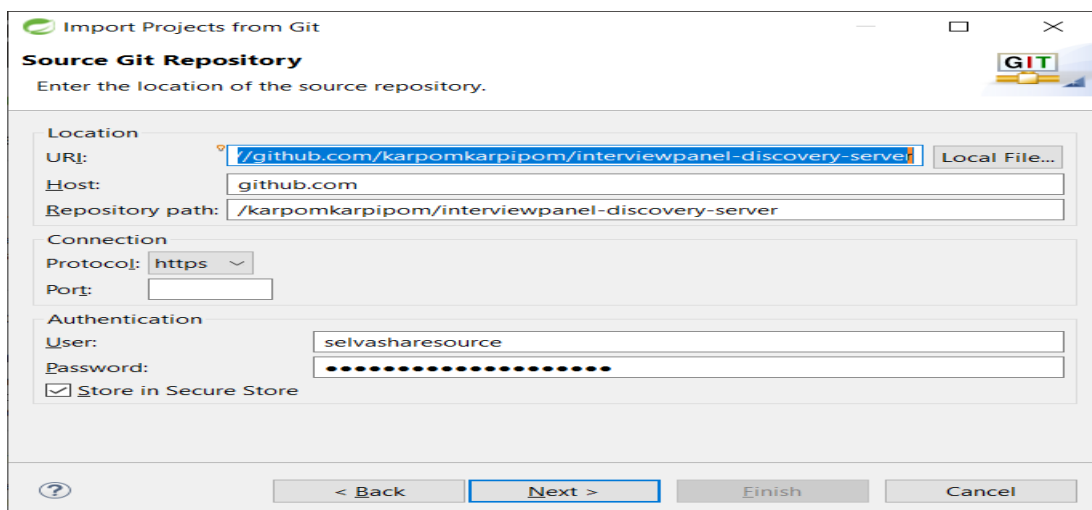 Import Projects from Git
Source Git Repository
GIT
Enter the location of the source repository.
Location
URI: //github.com/karpomkarpipom/interviewpanel-discovery-server Local File...
Host: github.com
Repository path: /karpomkarpipom/interviewpanel-discovery-server
Connection
Protocol: https
Port:
Authentication
User: selvasharesource
Password: ●●●●●●●●●●●●●●●●●●●●
Store in Secure Store
? < Back Next > Finish Cancel